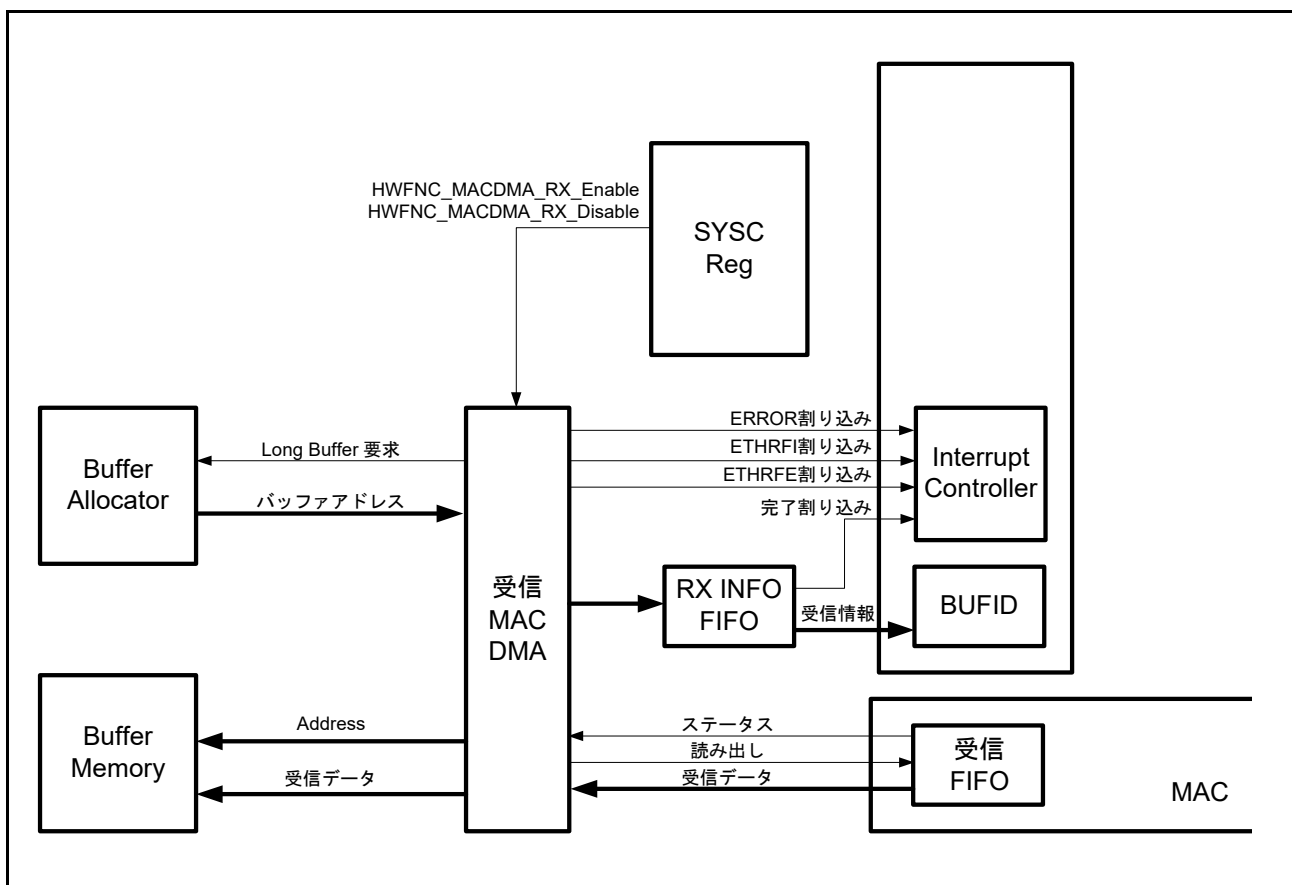 HWFNC_MACDMA_RX_Enable
HWFNC_MACDMA_RX_Disable
SYSC
Reg
Buffer
Allocator
Long Buffer 要求
バッファアドレス
受信
MAC
DMA
ERROR割り込み
ETHRFI割り込み
ETHRFE割り込み
完了割り込み
Interrupt
Controller
RX INFO
FIFO
受信情報
BUFID
Buffer
Memory
Address
受信データ
ステータス
読み出し
受信データ
受信
FIFO
MAC